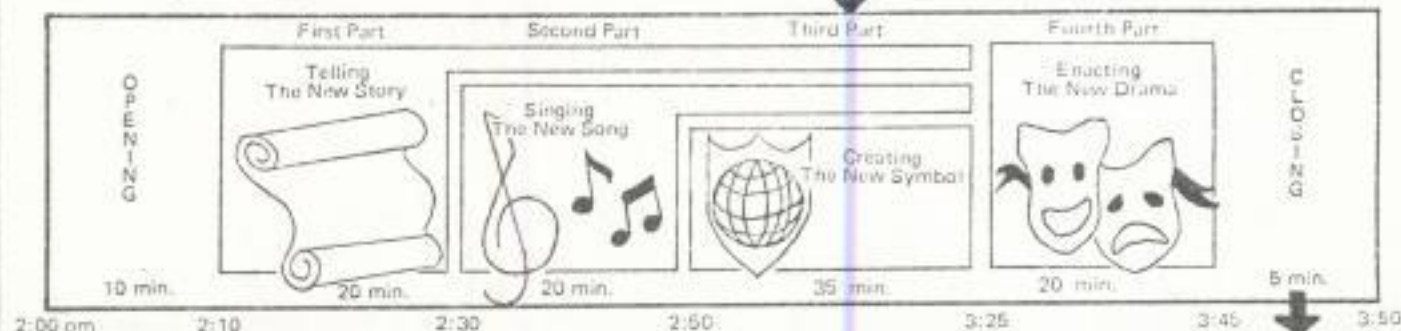 First Part
Second Part
Third Part
Fourth Part
OPENING
Telling
The New Story
Singing
The New Song
Creating
The New Symbol
Enacting
The New Drama
CLOSING
10 min.
20 min.
20 min.
35 min.
20 min.
5 min.
2:00 pm
2:10
2:30
2:50
3:25
3:45
3:50